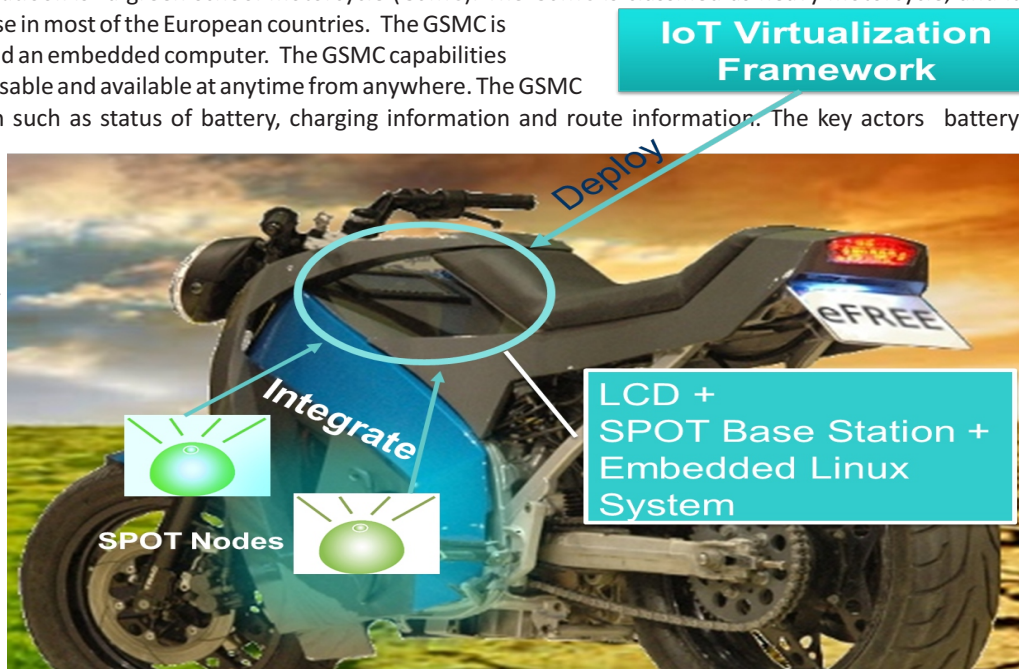 se in most of the European countries. The GSMC is
d an embedded computer. The GSMC capabilities
sable and available at anytime from anywhere. The GSMC
such as status of battery, charging information and route information. The key actors battery
IoT Virtualization
Framework
Deploy
eFREE
Integrate
LCD +
SPOT Base Station +
Embedded Linux
System
SPOT Nodes